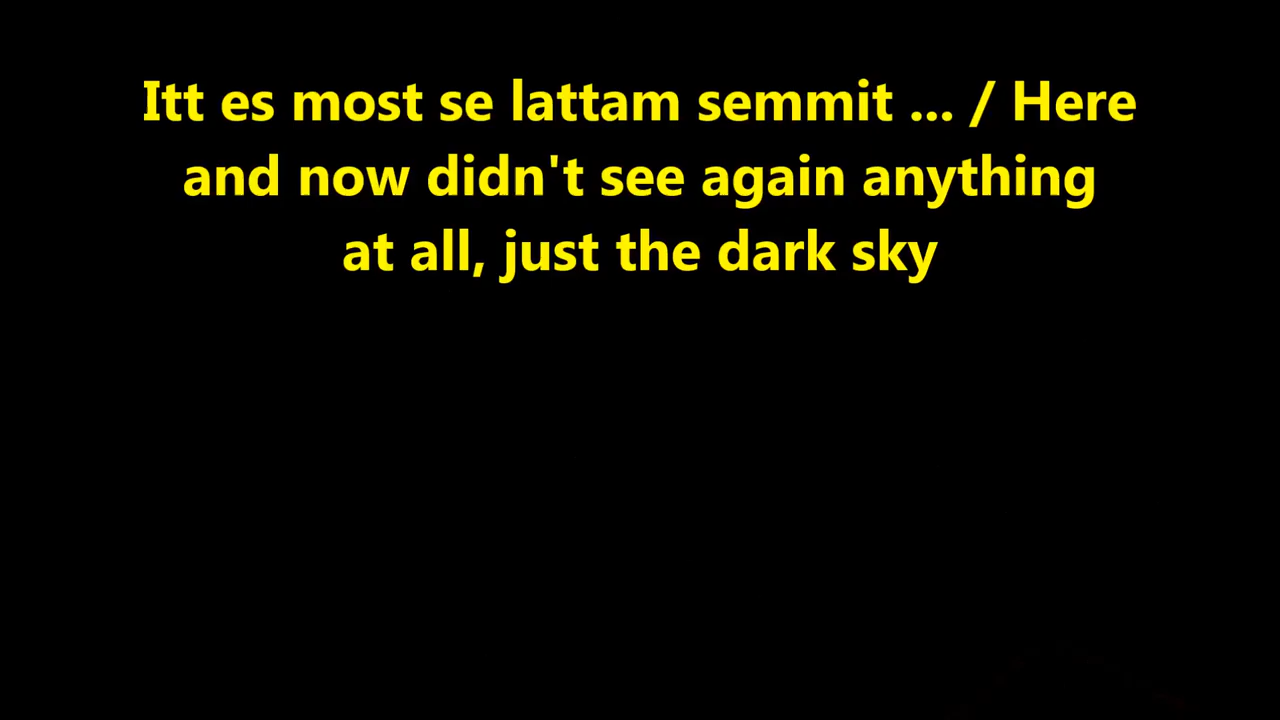 Itt es most se lattam semmit ... / Here
and now didn't see again anything
at all, just the dark sky